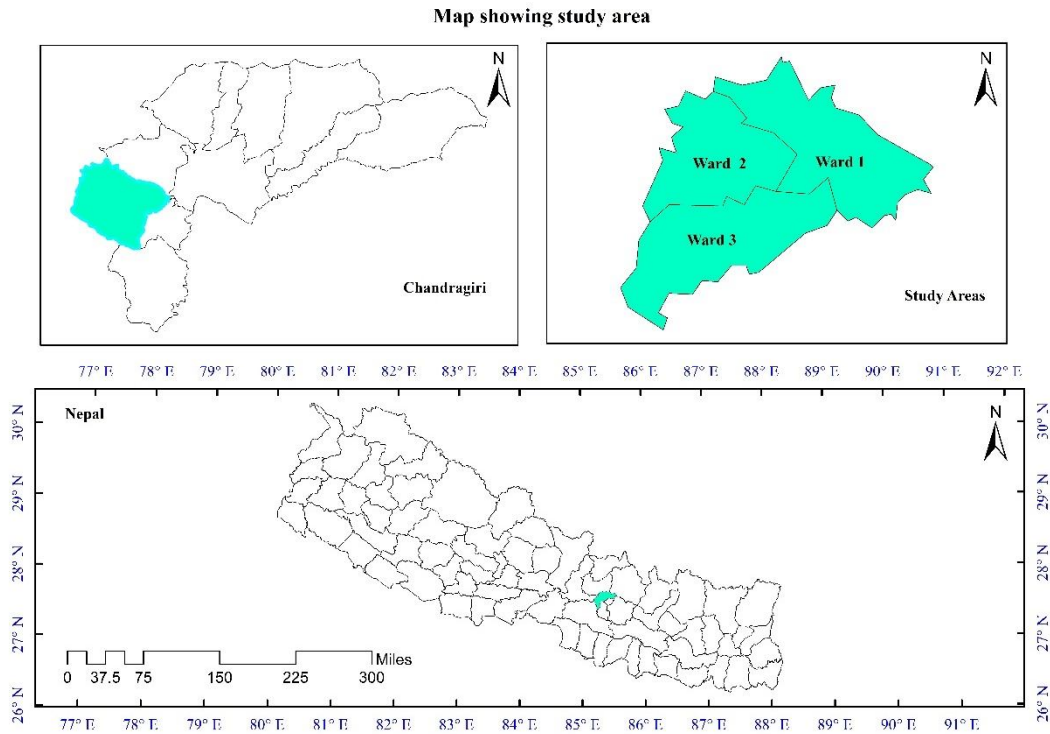 Map showing study area
N
Chandragiri
N
Ward 2
Ward 1
Ward 3
Study Areas
77° E 78° E 79° E 80° E 81° E 82° E 83° E 84° E 85° E 86° E 87° E 88° E 89° E 90° E 91° E 92° E
Nepal
N
30° N
29° N
28° N
27° N
26° N
30° N
29° N
28° N
27° N
26° N
Miles
0 37.5 75 150 225 300
77° E 78° E 79° E 80° E 81° E 82° E 83° E 84° E 85° E 86° E 87° E 88° E 89° E 90° E 91° E